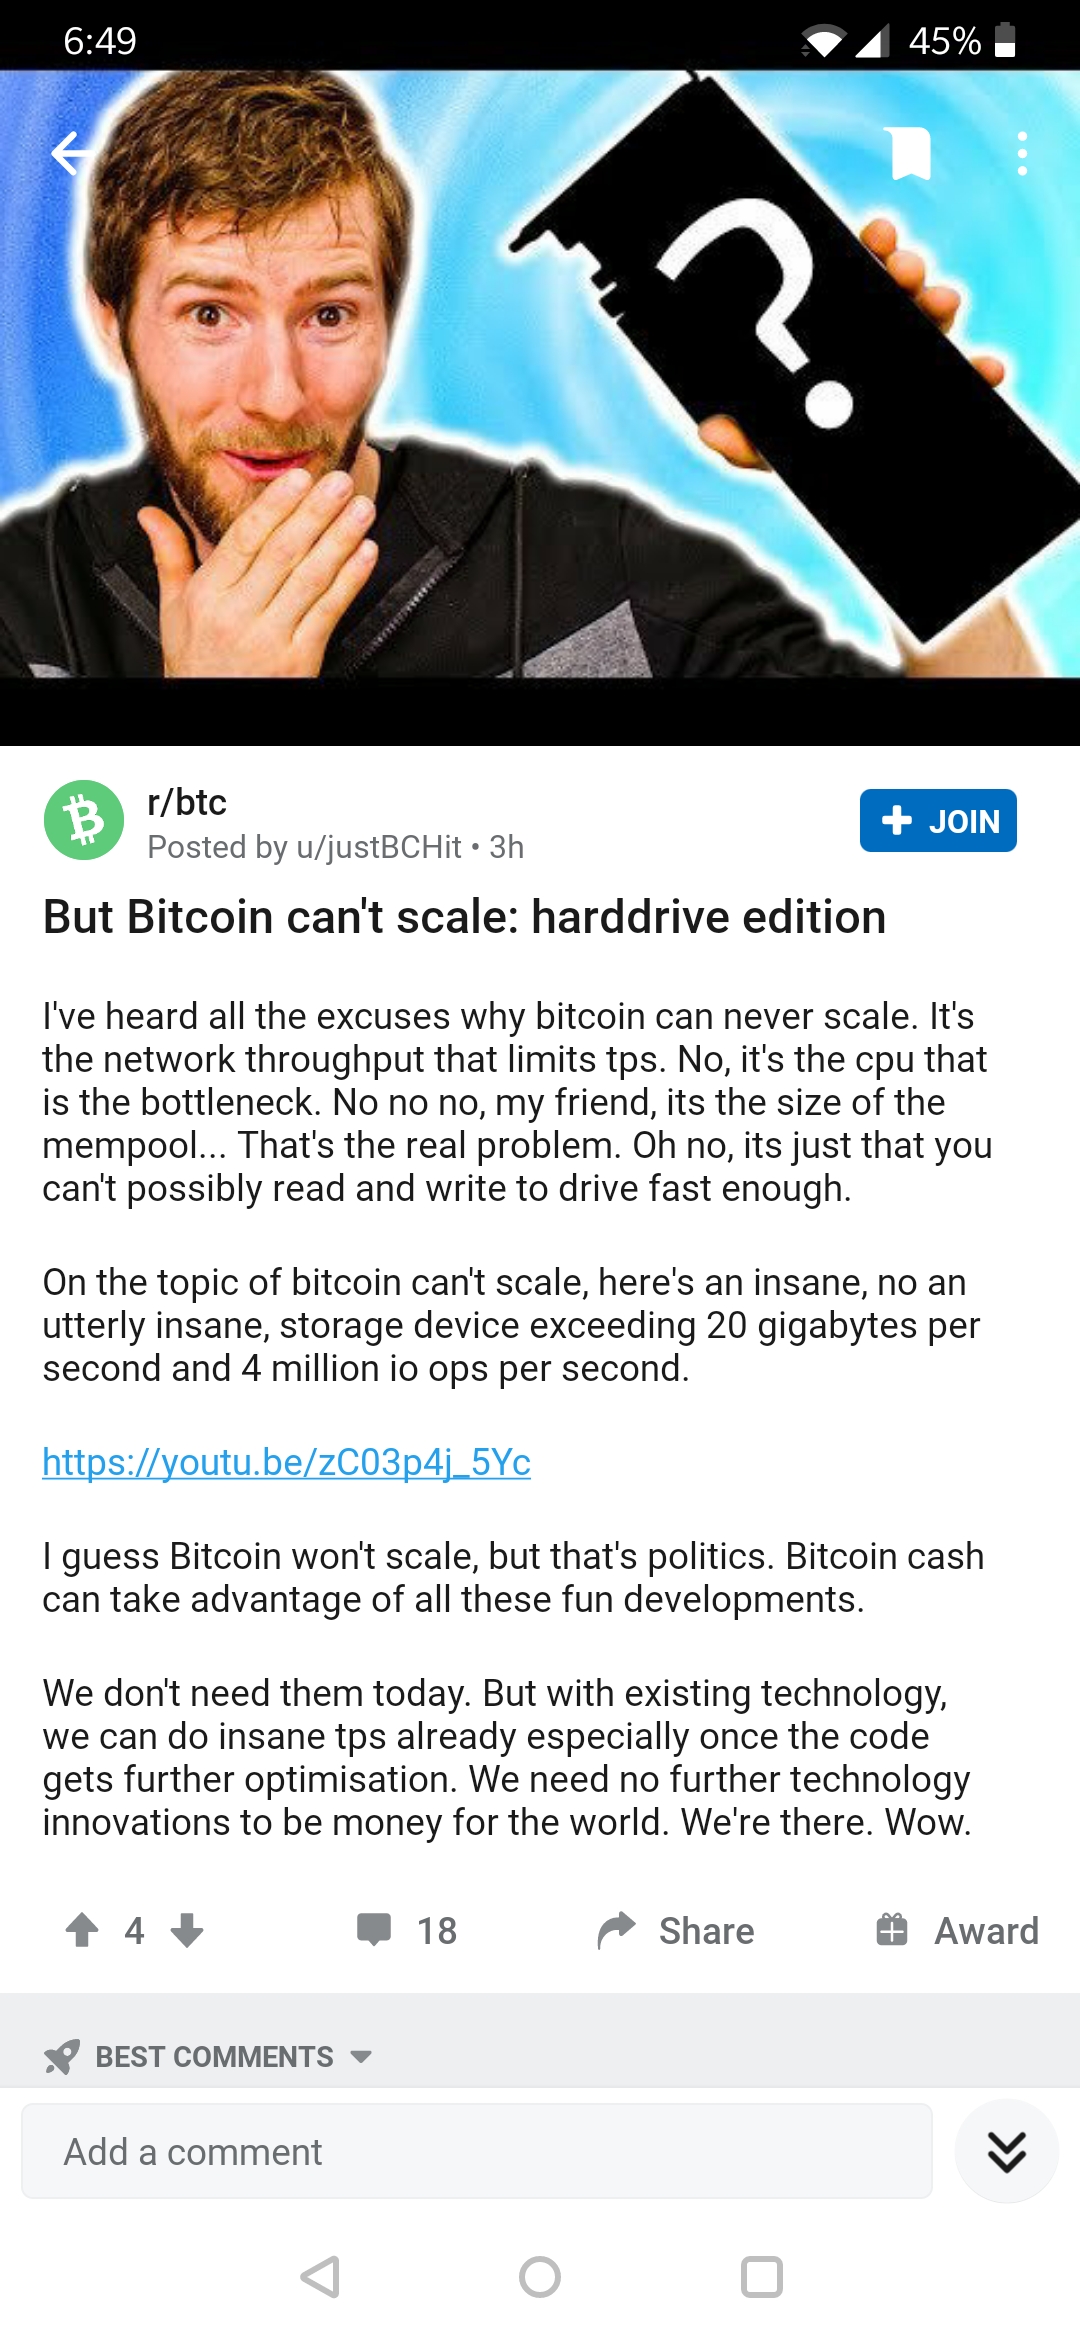 6:49
45%
?
r/btc
Posted by u/justBCHit • 3h
JOIN
But Bitcoin can't scale: harddrive edition
I've heard all the excuses why bitcoin can never scale. It's
the network throughput that limits tps. No, it's the cpu that
is the bottleneck. No no no, my friend, its the size of the
mempool... That's the real problem. Oh no, its just that you
can't possibly read and write to drive fast enough.
On the topic of bitcoin can't scale, here's an insane, no an
utterly insane, storage device exceeding 20 gigabytes per
second and 4 million io ops per second.
https://youtu.be/zC03p4j_5Yc
I guess Bitcoin won't scale, but that's politics. Bitcoin cash
can take advantage of all these fun developments.
We don't need them today. But with existing technology,
we can do insane tps already especially once the code
gets further optimisation. We need no further technology
innovations to be money for the world. We're there. Wow.
4
18
Share
Award
BEST COMMENTS
Add a comment